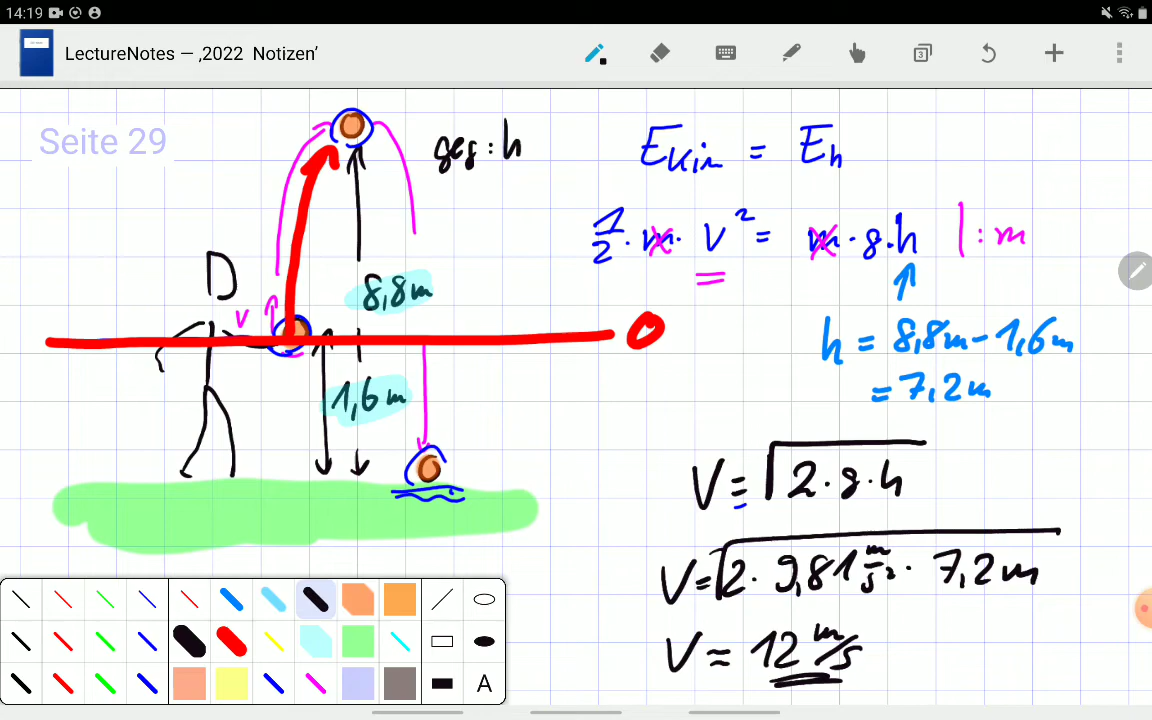 14:19
LectureNotes — ,2022 Notizen’
3
Seite 29
ges: h
D
v
8,8m
1,6m
0
Ekin = Eh
1/2 · m · v² = m · g · h | : m
h = 8,8m - 1,6m
= 7,2m
V = √2 · g · h
V = √2 · 9,81 m/s² · 7,2m
V ≈ 12 m/s
A